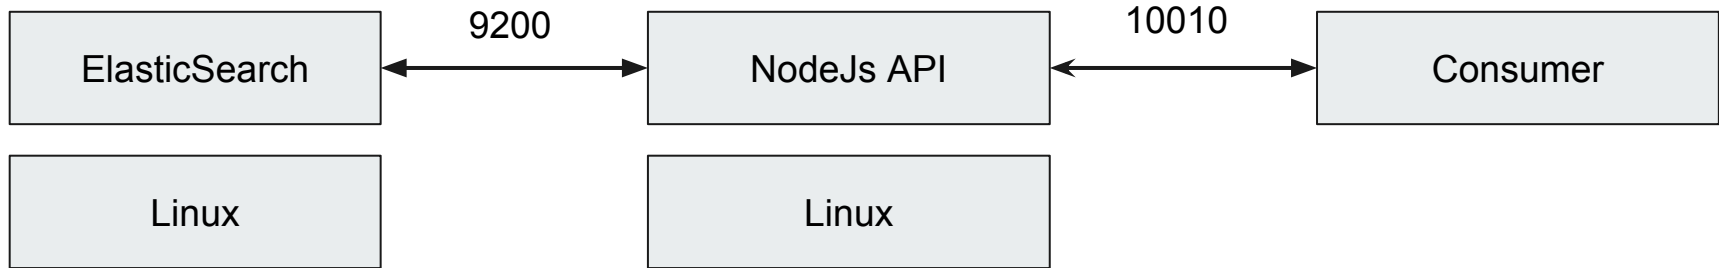 9200
10010
ElasticSearch
NodeJs API
Consumer
Linux
Linux